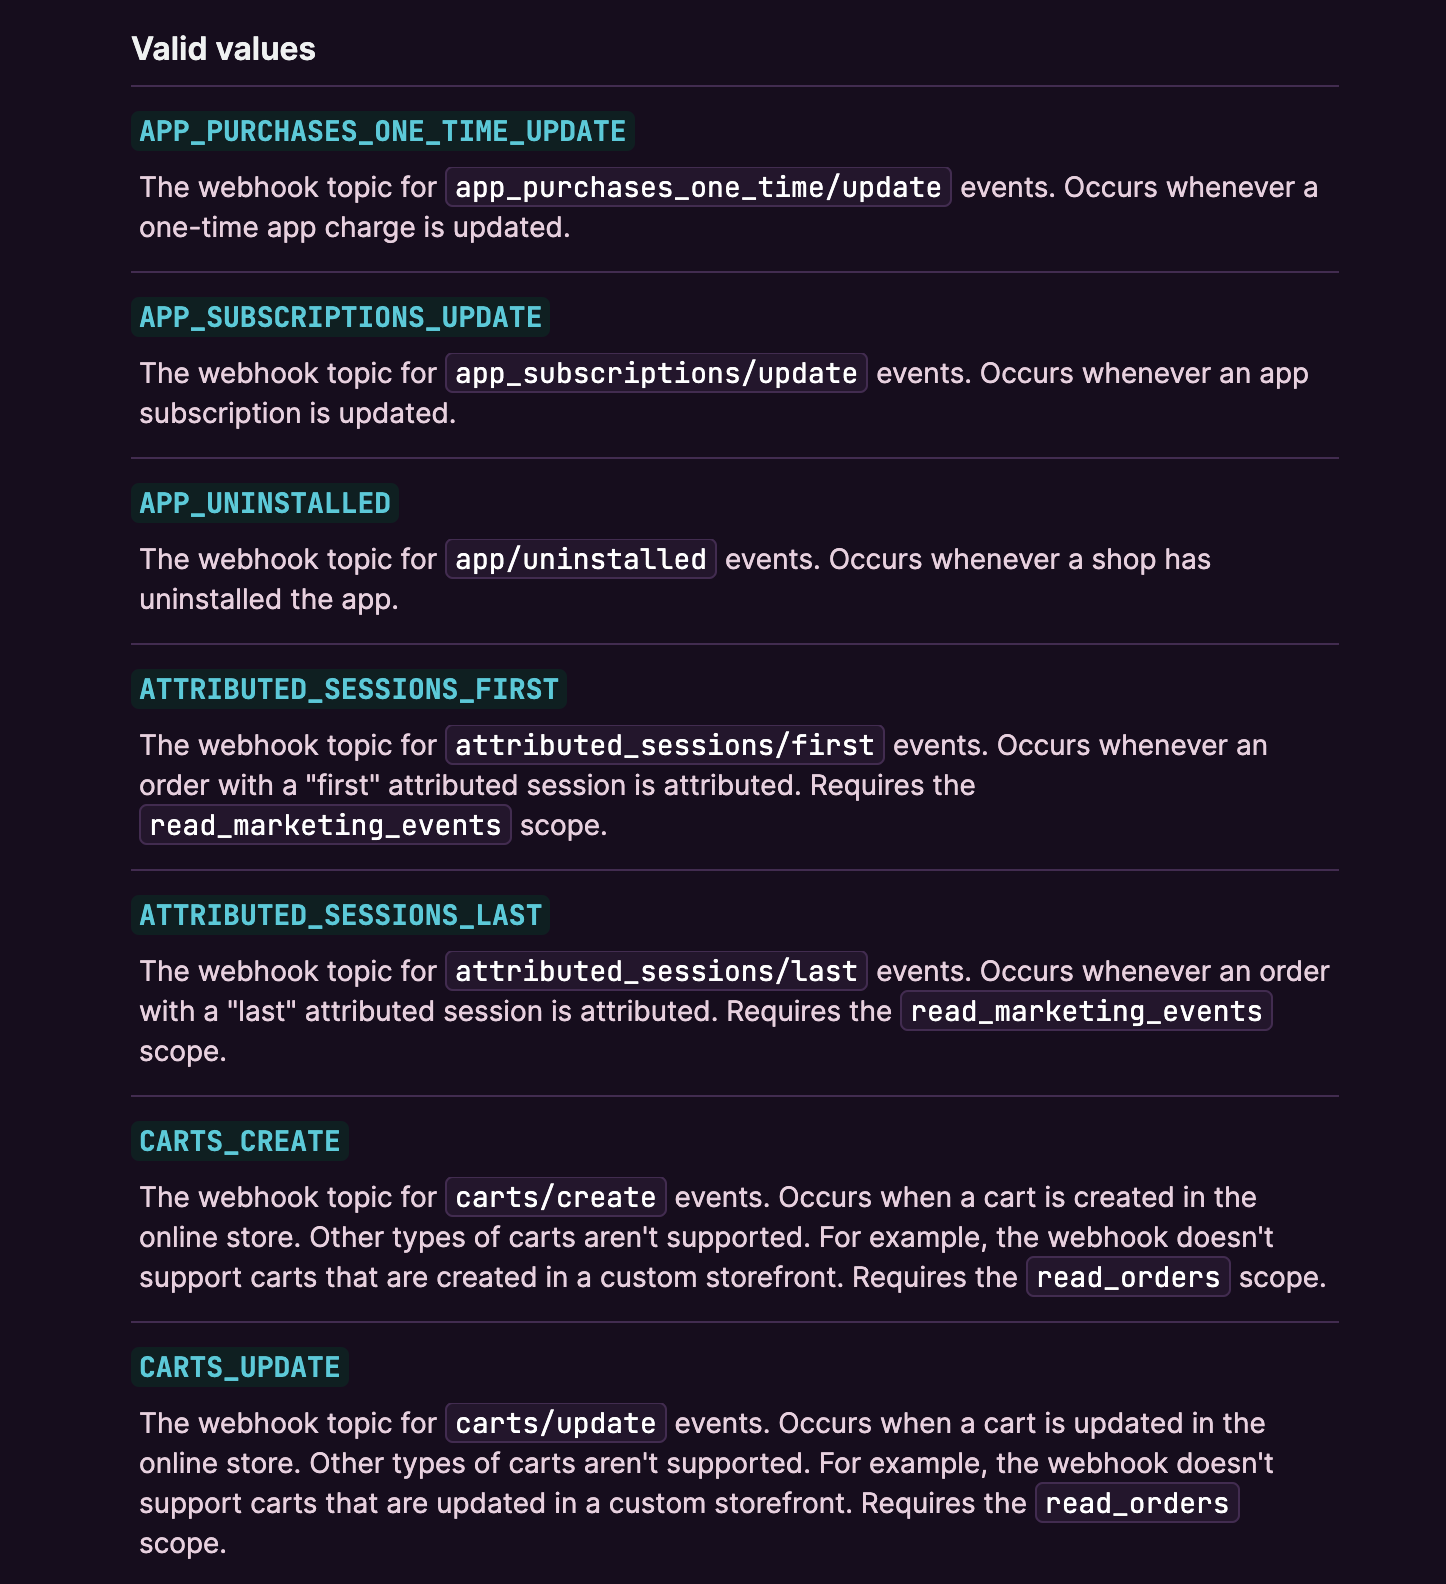 Valid values
APP_PURCHASES_ONE_TIME_UPDATE
The webhook topic for app_purchases_one_time/update events. Occurs whenever a
one-time app charge is updated.
APP_SUBSCRIPTIONS_UPDATE
The webhook topic for app_subscriptions/update events. Occurs whenever an app
subscription is updated.
APP_UNINSTALLED
The webhook topic for app/uninstalled events. Occurs whenever a shop has
uninstalled the app.
ATTRIBUTED_SESSIONS_FIRST
The webhook topic for attributed_sessions/first events. Occurs whenever an
order with a "first" attributed session is attributed. Requires the
read_marketing_events scope.
ATTRIBUTED_SESSIONS_LAST
The webhook topic for attributed_sessions/last events. Occurs whenever an order
with a "last" attributed session is attributed. Requires the read_marketing_events
scope.
CARTS_CREATE
The webhook topic for carts/create events. Occurs when a cart is created in the
online store. Other types of carts aren't supported. For example, the webhook doesn't
support carts that are created in a custom storefront. Requires the read_orders scope.
CARTS_UPDATE
The webhook topic for carts/update events. Occurs when a cart is updated in the
online store. Other types of carts aren't supported. For example, the webhook doesn't
support carts that are updated in a custom storefront. Requires the read_orders
scope.